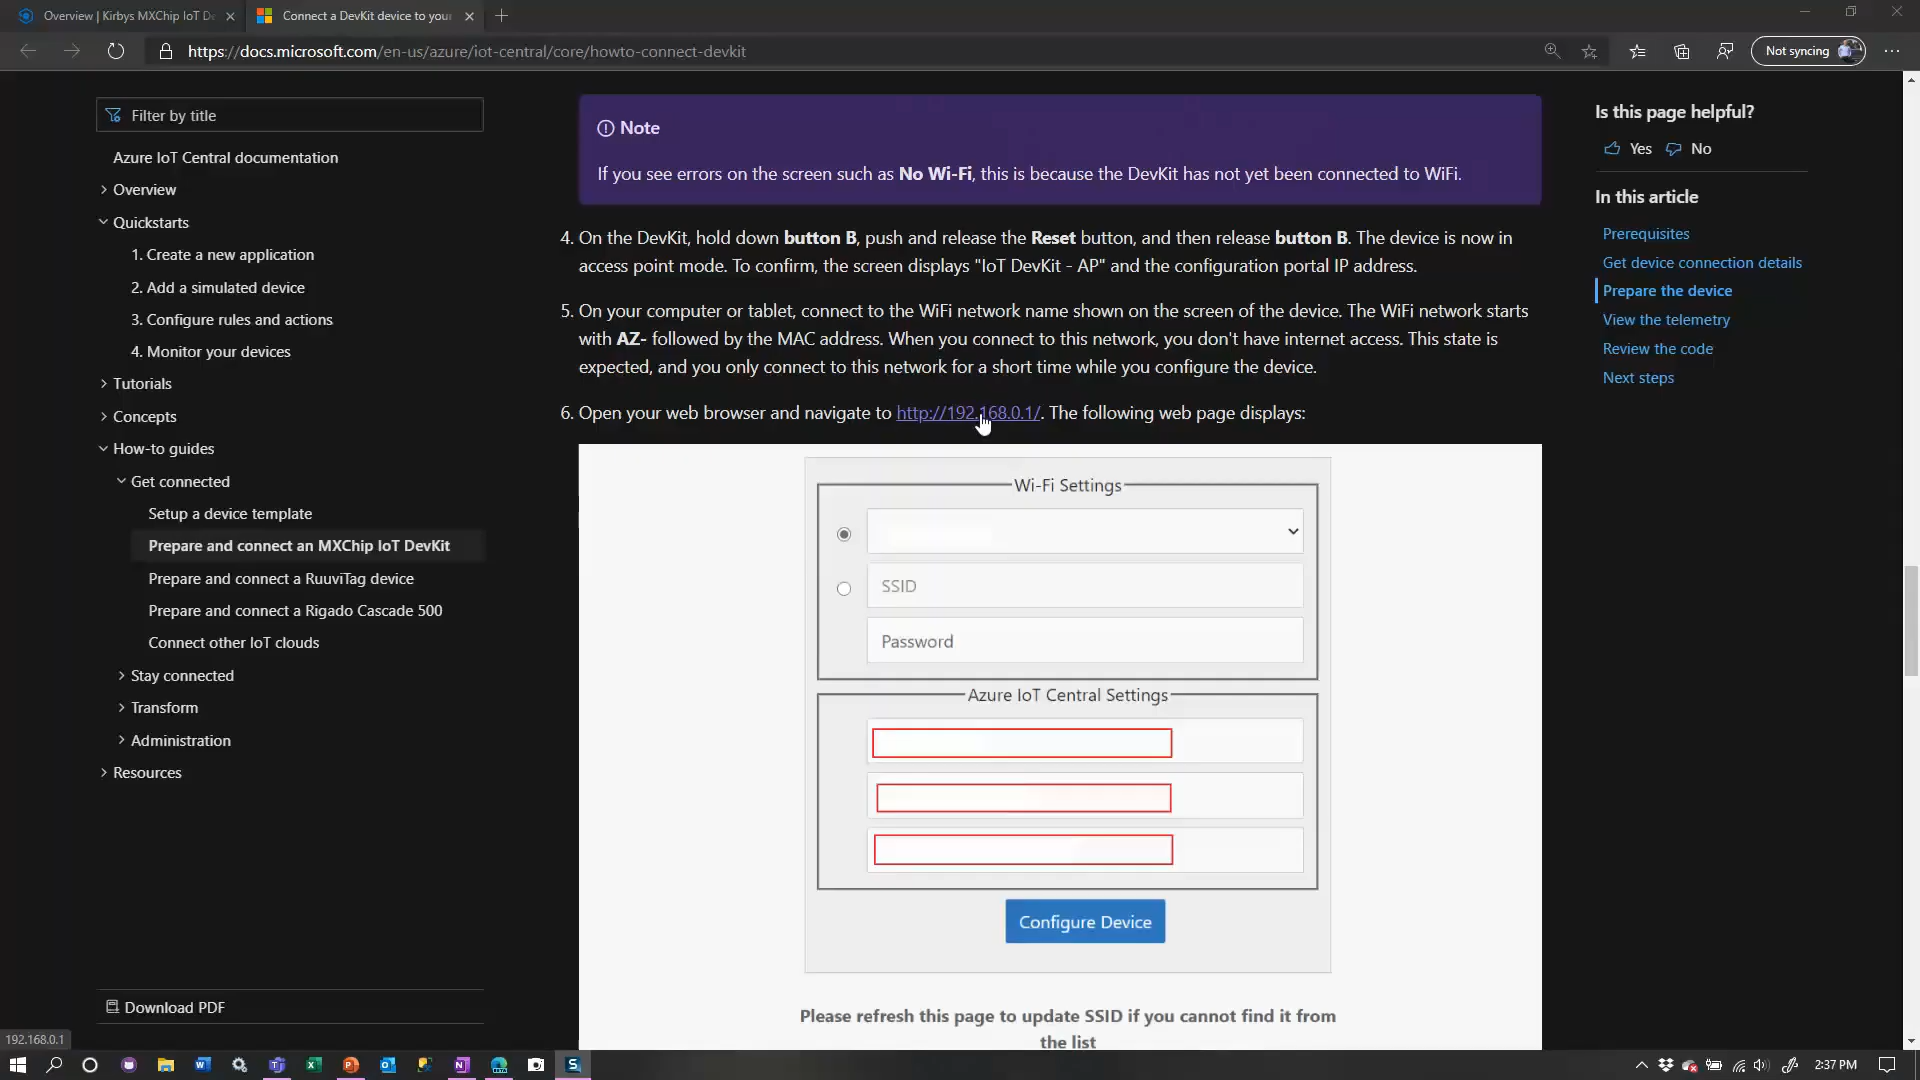 Overview | Kirbys MXChip IoT De
Connect a DevKit device to your
https://docs.microsoft.com/en-us/azure/iot-central/core/howto-connect-devkit
Not syncing
Filter by title
Azure IoT Central documentation
Overview
Quickstarts
1. Create a new application
2. Add a simulated device
3. Configure rules and actions
4. Monitor your devices
Tutorials
Concepts
How-to guides
Get connected
Setup a device template
Prepare and connect an MXChip IoT DevKit
Prepare and connect a RuuviTag device
Prepare and connect a Rigado Cascade 500
Connect other IoT clouds
Stay connected
Transform
Administration
Resources
Download PDF
192.168.0.1
Note
If you see errors on the screen such as No Wi-Fi, this is because the DevKit has not yet been connected to WiFi.
4. On the DevKit, hold down button B, push and release the Reset button, and then release button B. The device is now in
access point mode. To confirm, the screen displays "IoT DevKit - AP" and the configuration portal IP address.
5. On your computer or tablet, connect to the WiFi network name shown on the screen of the device. The WiFi network starts
with AZ- followed by the MAC address. When you connect to this network, you don't have internet access. This state is
expected, and you only connect to this network for a short time while you configure the device.
6. Open your web browser and navigate to http://192.168.0.1/. The following web page displays:
Wi-Fi Settings
SSID
Password
Azure IoT Central Settings
Configure Device
Please refresh this page to update SSID if you cannot find it from
the list
Is this page helpful?
Yes No
In this article
Prerequisites
Get device connection details
Prepare the device
View the telemetry
Review the code
Next steps
2:37 PM